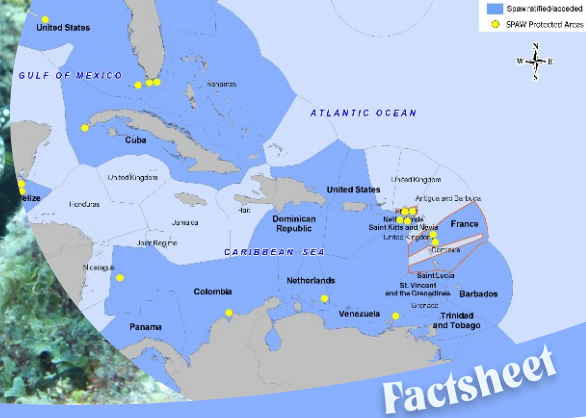 Spaw ratified/acceded
SPAW Protected Areas
N
W E
S
United States
GULF OF MEXICO
Bahamas
ATLANTIC OCEAN
Cuba
United Kingdom
United Kingdom
United States
Antigua and Barbuda
Belize
Honduras
Haiti
Jamaica
Dominican
Republic
Saint Kitts and Nevis
France
United Kingdom
Joint Regime
CARIBBEAN SEA
Dominica
Nicaragua
Saint Lucia
Netherlands
St. Vincent
and the Grenadines
Barbados
Colombia
Grenada
Venezuela
Trinidad
and Tobago
Panama
Factsheet